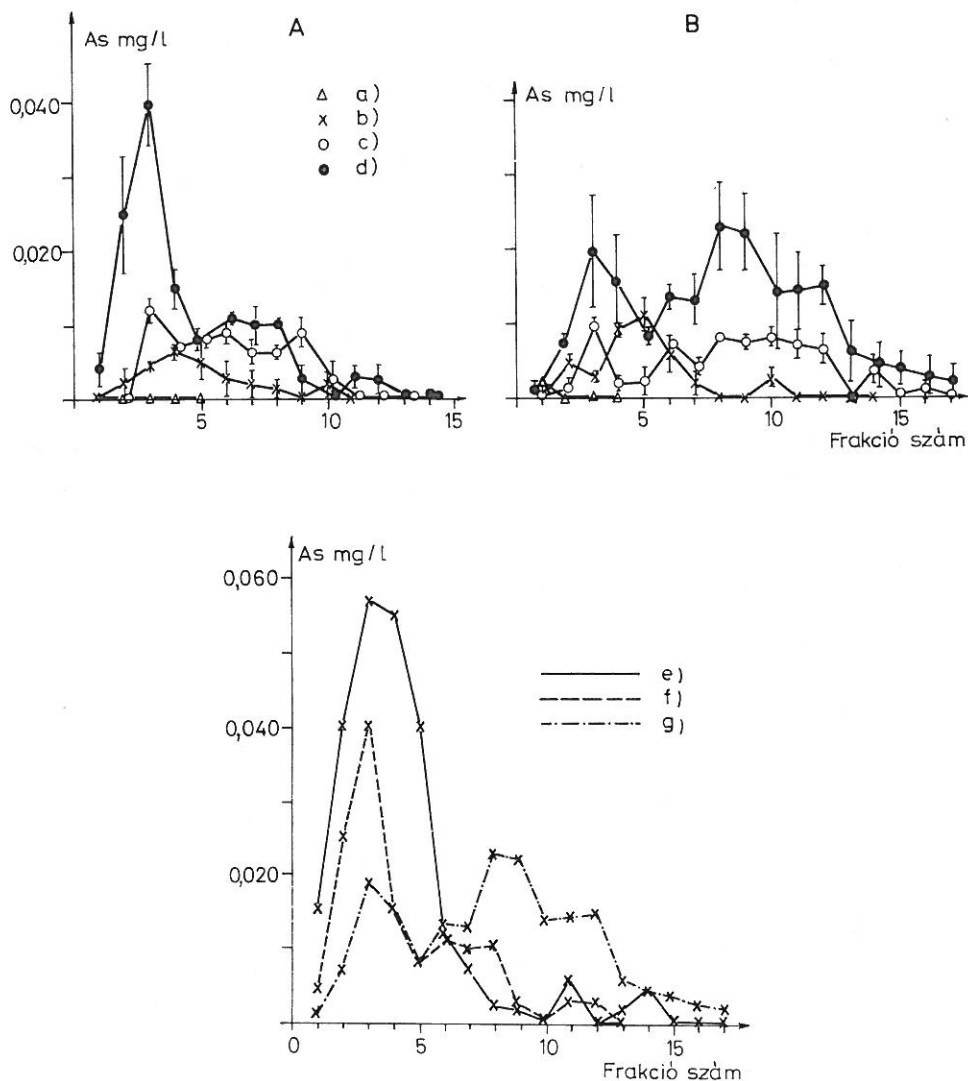 A
As mg/l
0,040
0,020
a)
b)
c)
d)
5
10
15
B
As mg/l
5
10
15
Frakció szám
As mg/l
0,060
0,040
0,020
e)
f)
g)
0
5
10
15
Frakció szám